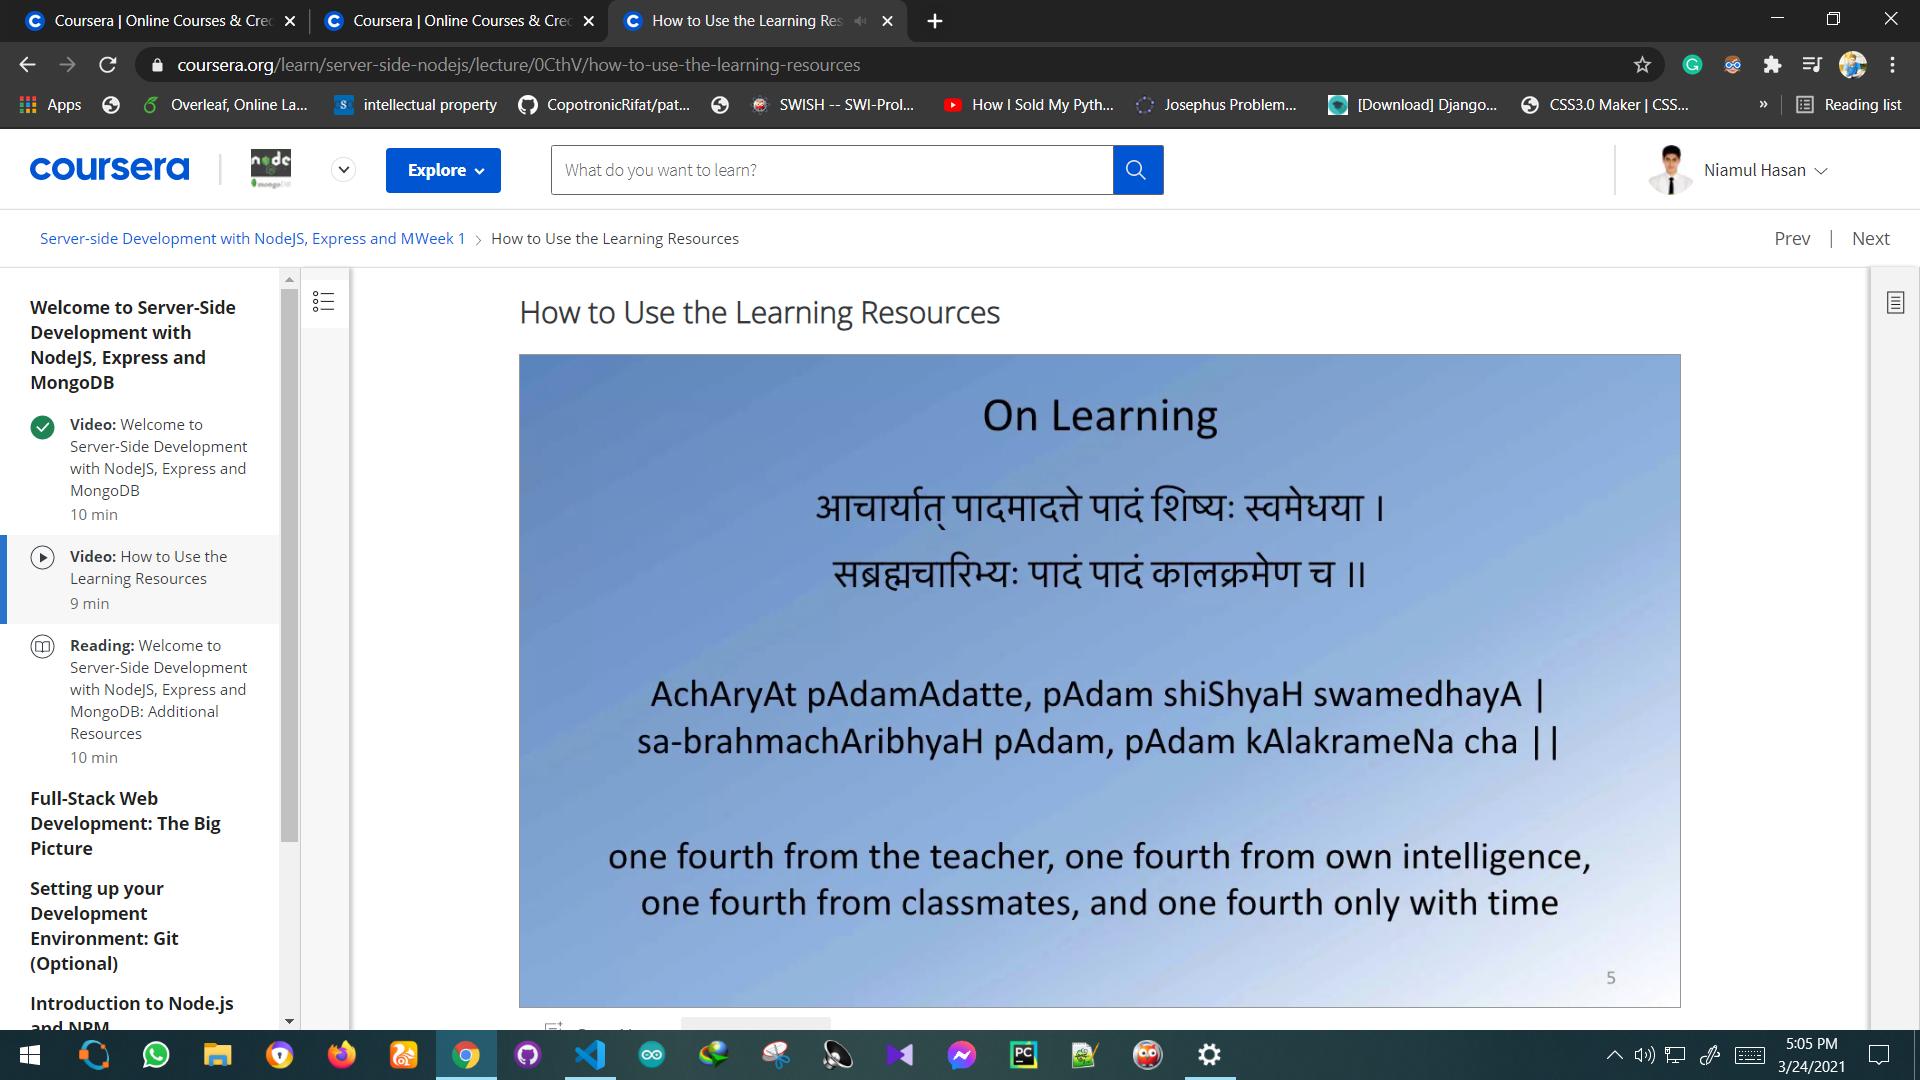 Coursera | Online Courses & Cre
Coursera | Online Courses & Cre
How to Use the Learning Res
coursera.org/learn/server-side-nodejs/lecture/0CthV/how-to-use-the-learning-resources
Apps
Overleaf, Online La...
intellectual property
CopotronicRifat/pat...
SWISH -- SWI-Prol...
How I Sold My Pyth...
Josephus Problem...
[Download] Django...
CSS3.0 Maker | CSS...
»
Reading list
coursera
node
mongoDB
Explore
What do you want to learn?
Niamul Hasan
Server-side Development with NodeJS, Express and MWeek 1 > How to Use the Learning Resources
Prev | Next
Welcome to Server-Side
Development with
NodeJS, Express and
MongoDB
Video: Welcome to
Server-Side Development
with NodeJS, Express and
MongoDB
10 min
Video: How to Use the
Learning Resources
9 min
Reading: Welcome to
Server-Side Development
with NodeJS, Express and
MongoDB: Additional
Resources
10 min
Full-Stack Web
Development: The Big
Picture
Setting up your
Development
Environment: Git
(Optional)
Introduction to Node.js
and NPM
How to Use the Learning Resources
On Learning
आचार्यात् पादमादत्ते पादं शिष्यः स्वमेधया ।
सब्रह्मचारिभ्यः पादं पादं कालक्रमेण च ॥
AchAryAt pAdamAdatte, pAdam shiShyaH swamedhayA |
sa-brahmachAribhyaH pAdam, pAdam kAlakrameNa cha ||
one fourth from the teacher, one fourth from own intelligence,
one fourth from classmates, and one fourth only with time
5
PC
5:05 PM
3/24/2021